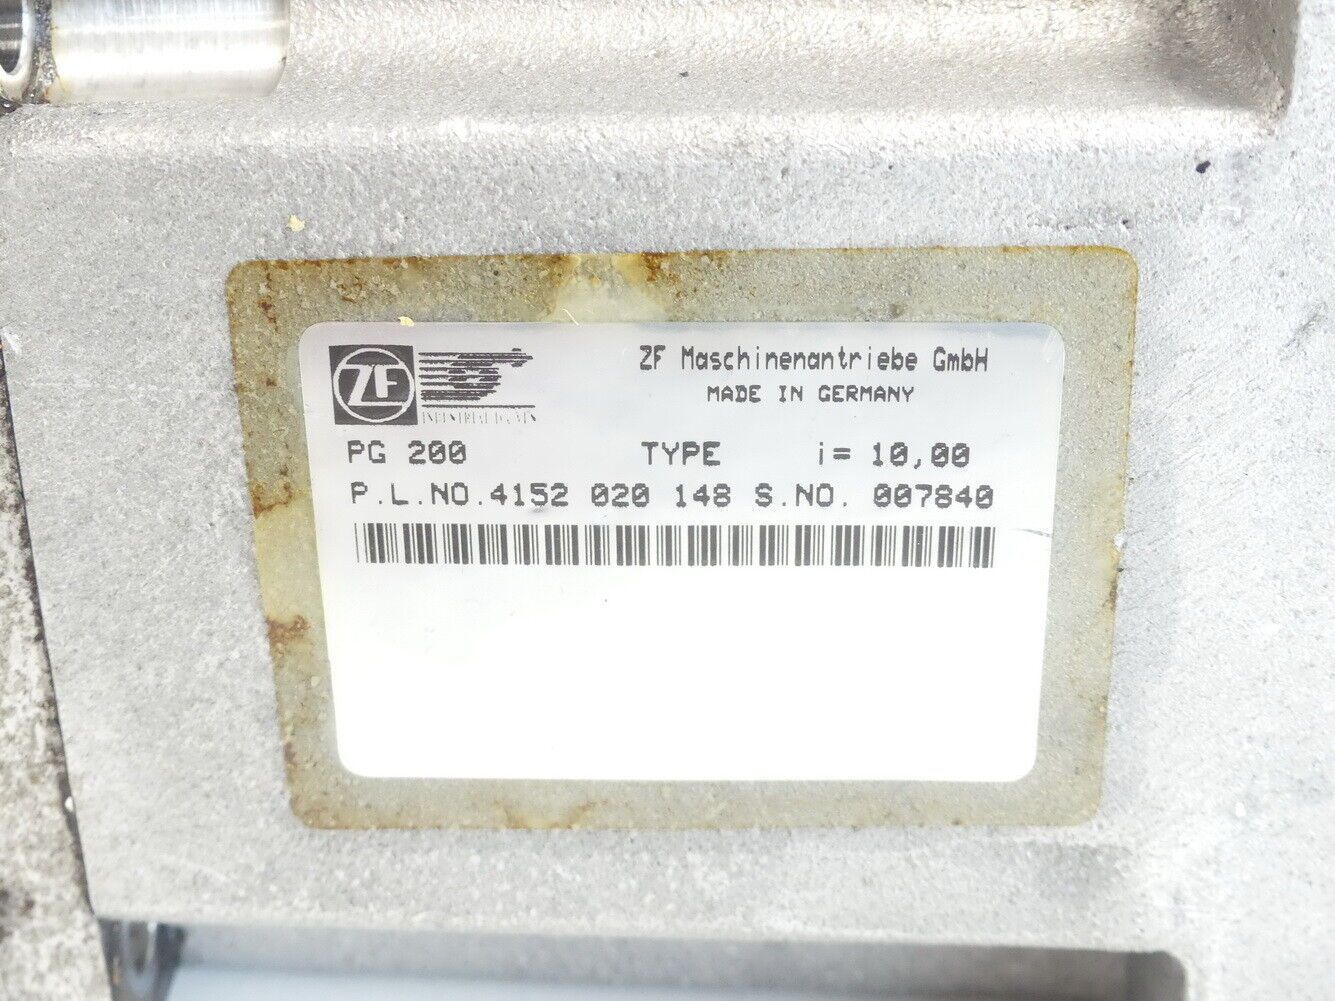 ZF
ZF Maschinenantriebe GmbH
MADE IN GERMANY
PG 200 TYPE i= 10,00
P.L.NO.4152 020 148 S.NO. 007840